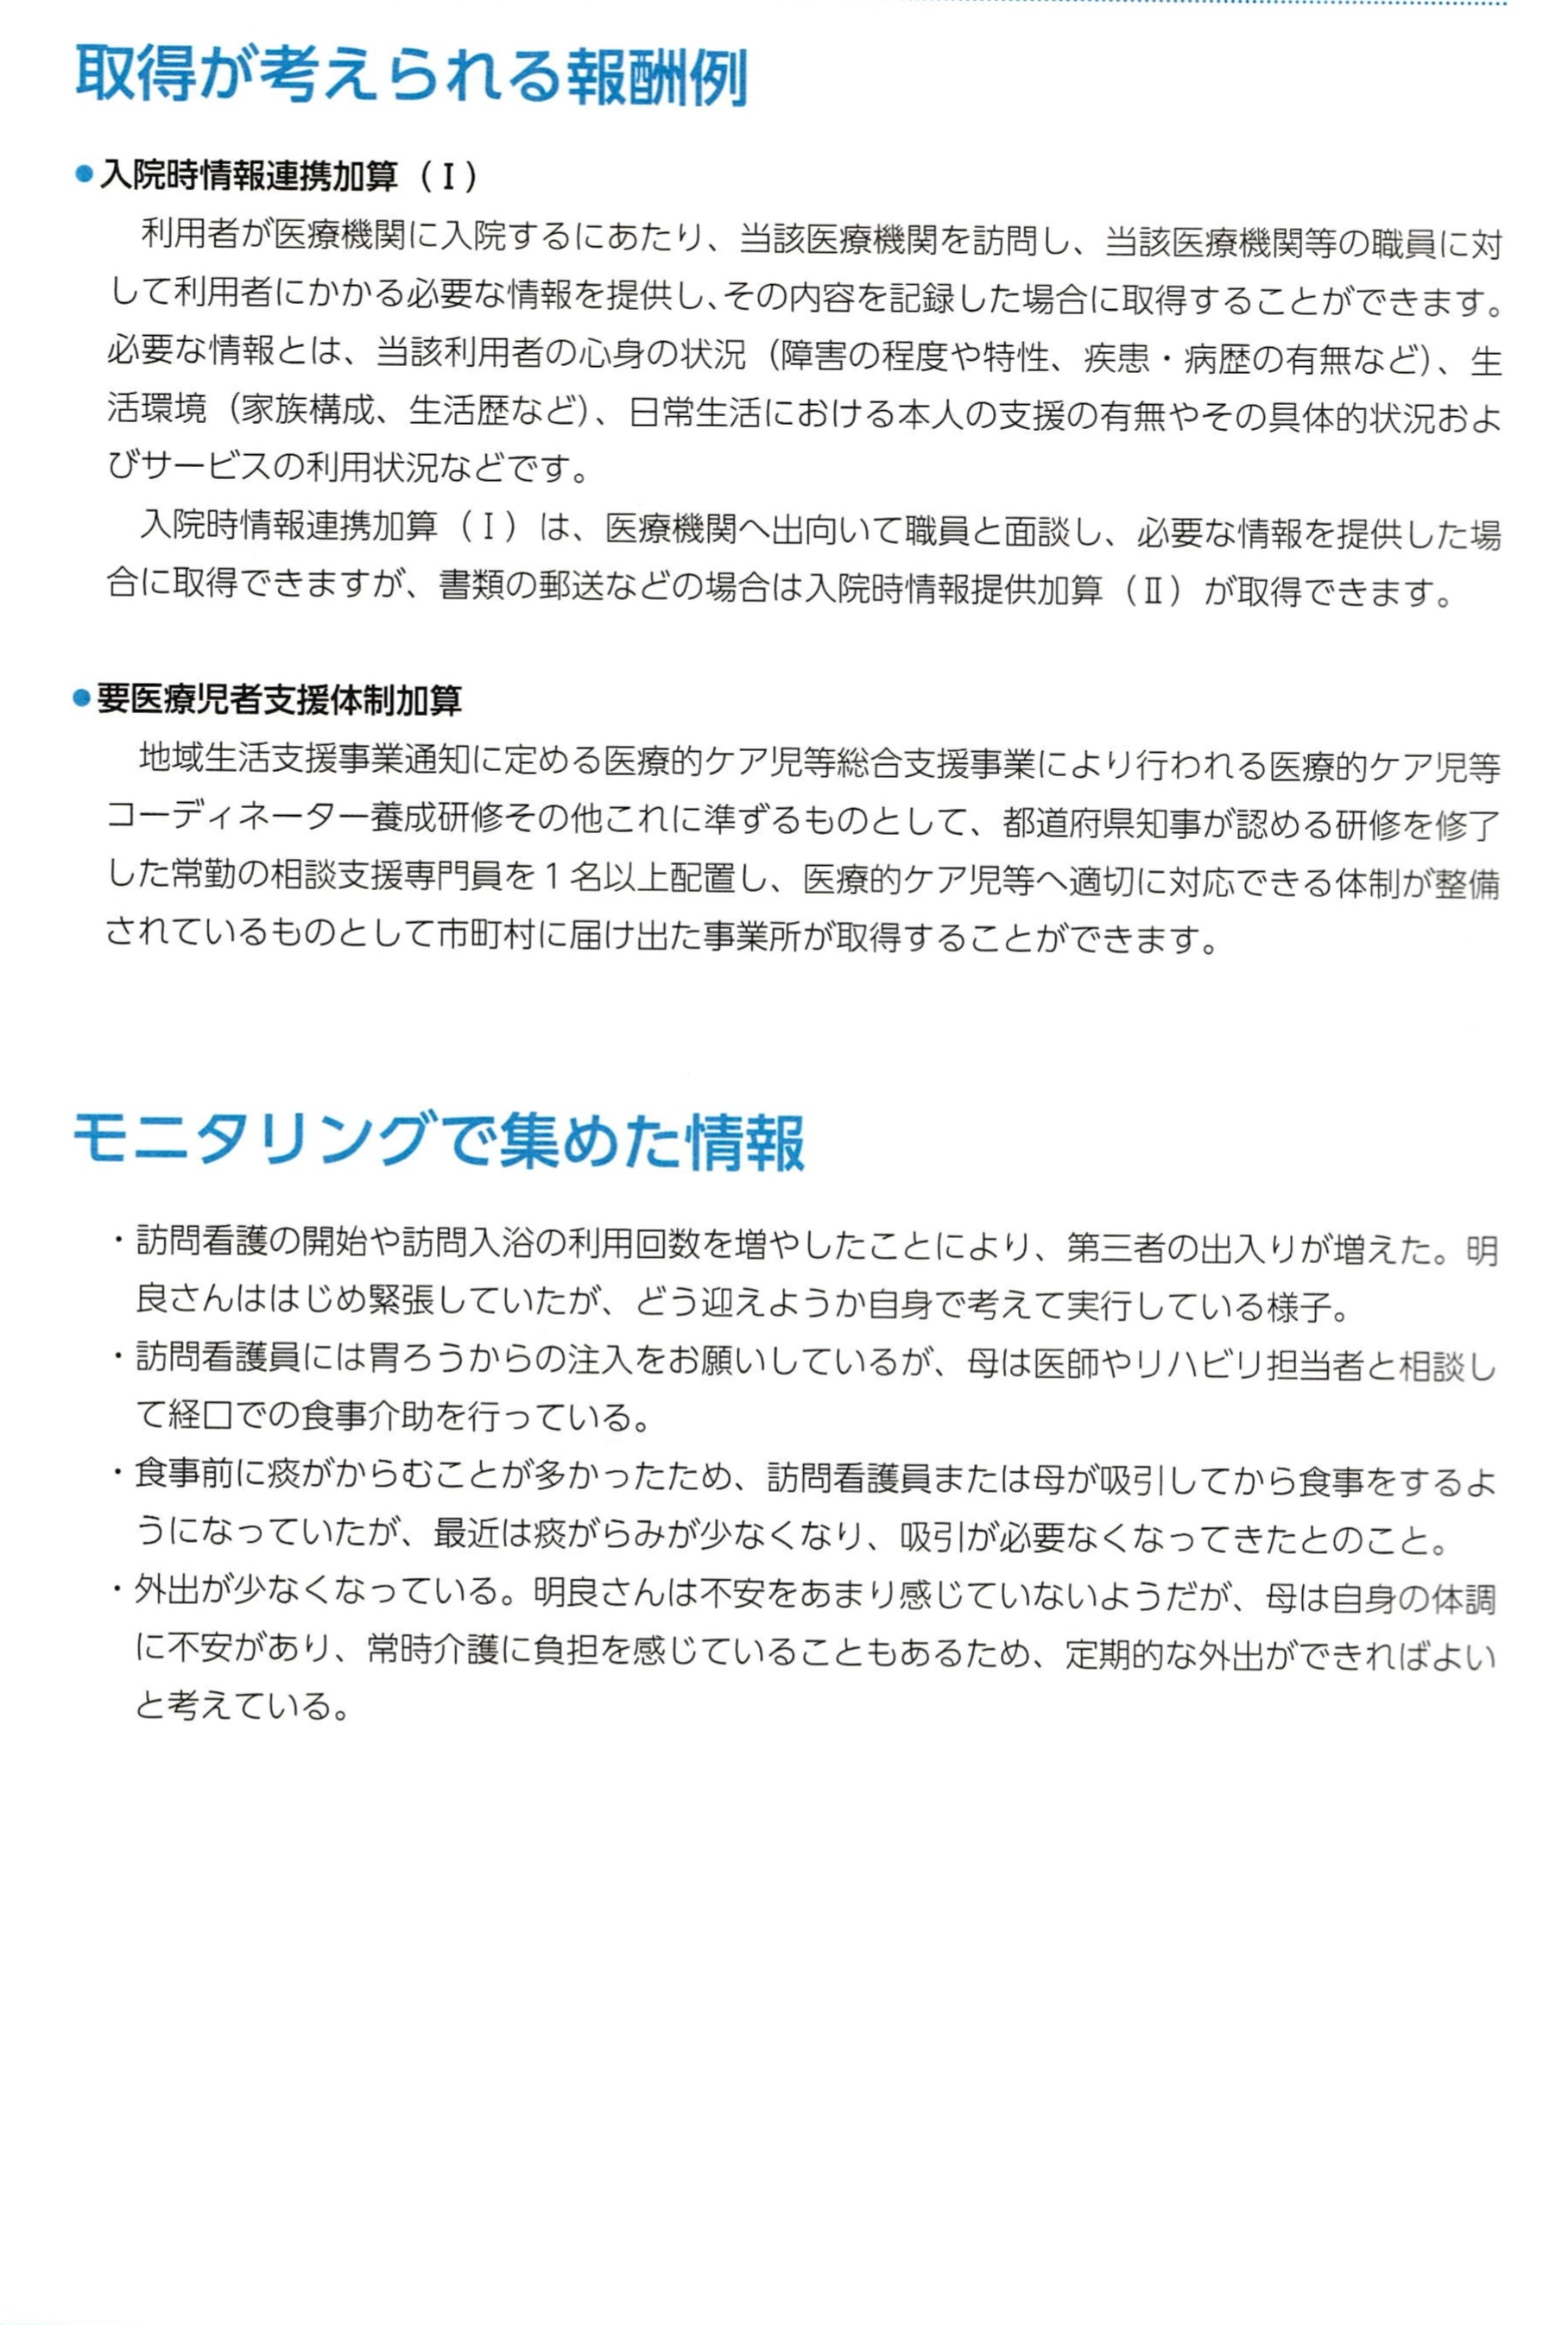 取得が考えられる報酬例
●入院時情報連携加算（Ⅰ）
利用者が医療機関に入院するにあたり、当該医療機関を訪問し、当該医療機関等の職員に対
して利用者にかかる必要な情報を提供し、その内容を記録した場合に取得することができます。
必要な情報とは、当該利用者の心身の状況（障害の程度や特性、疾患・病歴の有無など）、生
活環境（家族構成、生活歴など）、日常生活における本人の支援の有無やその具体的状況およ
びサービスの利用状況などです。
入院時情報連携加算（Ⅰ）は、医療機関へ出向いて職員と面談し、必要な情報を提供した場
合に取得できますが、書類の郵送などの場合は入院時情報提供加算（Ⅱ）が取得できます。
●要医療児者支援体制加算
地域生活支援事業通知に定める医療的ケア児等総合支援事業により行われる医療的ケア児等
コーディネーター養成研修その他これに準ずるものとして、都道府県知事が認める研修を修了
した常勤の相談支援専門員を１名以上配置し、医療的ケア児等へ適切に対応できる体制が整備
されているものとして市町村に届け出た事業所が取得することができます。
モニタリングで集めた情報
・訪問看護の開始や訪問入浴の利用回数を増やしたことにより、第三者の出入りが増えた。明
良さんははじめ緊張していたが、どう迎えようか自身で考えて実行している様子。
・訪問看護員には胃ろうからの注入をお願いしているが、母は医師やリハビリ担当者と相談し
て経口での食事介助を行っている。
・食事前に痰がからむことが多かったため、訪問看護員または母が吸引してから食事をするよ
うになっていたが、最近は痰がらみが少なくなり、吸引が必要なくなってきたとのこと。
・外出が少なくなっている。明良さんは不安をあまり感じていないようだが、母は自身の体調
に不安があり、常時介護に負担を感じていることもあるため、定期的な外出ができればよい
と考えている。